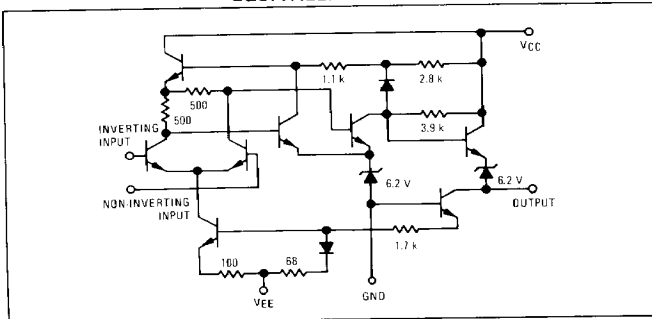 VCC
1.1 k
2.8 k
500
500
3.9 k
INVERTING
INPUT
6.2 V
6.2 V
NON-INVERTING
INPUT
OUTPUT
1.7 k
100
68
VEE
GND